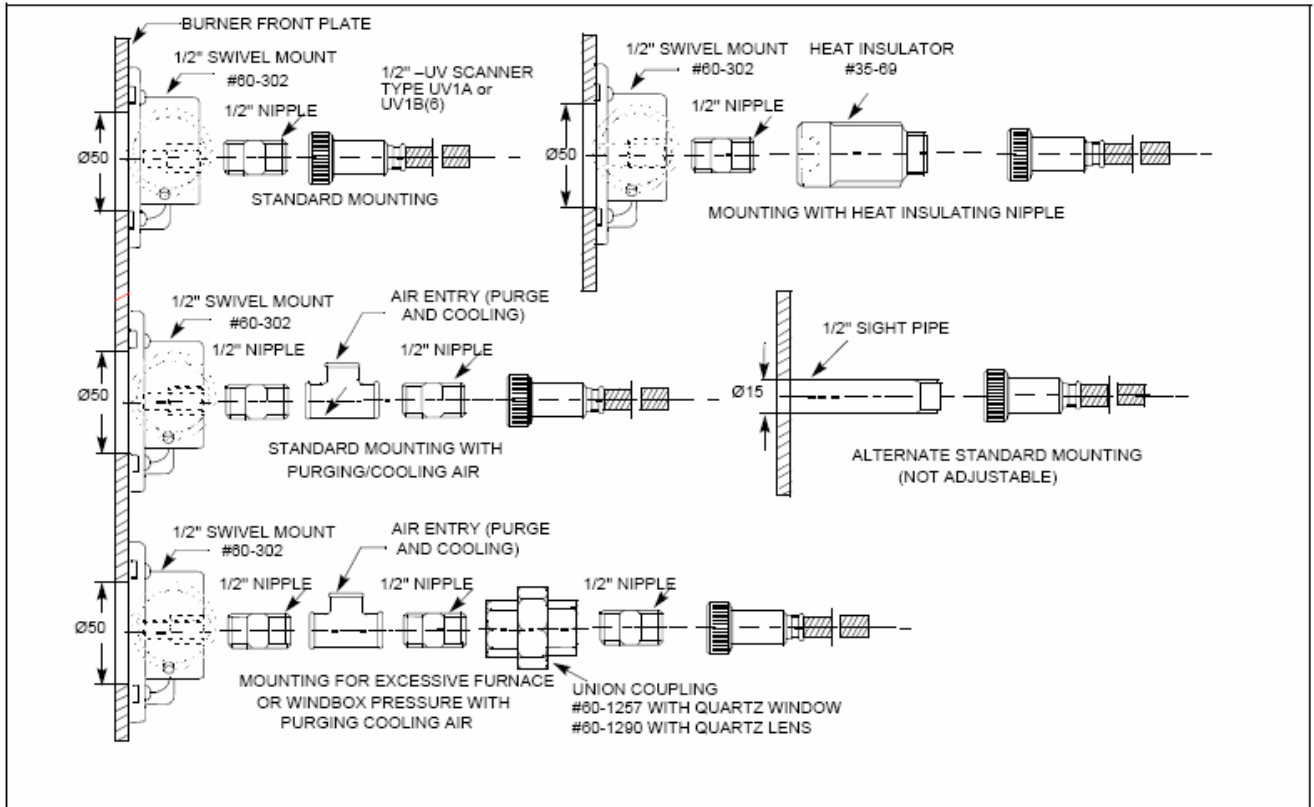 BURNER FRONT PLATE
1/2" SWIVEL MOUNT
#60-302
1/2" –UV SCANNER
TYPE UV1A or
UV1B(6)
1/2" NIPPLE
Ø50
STANDARD MOUNTING
1/2" SWIVEL MOUNT
#60-302
HEAT INSULATOR
#35-69
1/2" NIPPLE
Ø50
MOUNTING WITH HEAT INSULATING NIPPLE
1/2" SWIVEL MOUNT
#60-302
AIR ENTRY (PURGE
AND COOLING)
1/2" NIPPLE
1/2" NIPPLE
Ø50
STANDARD MOUNTING WITH
PURGING/COOLING AIR
1/2" SIGHT PIPE
Ø15
ALTERNATE STANDARD MOUNTING
(NOT ADJUSTABLE)
1/2" SWIVEL MOUNT
#60-302
AIR ENTRY (PURGE
AND COOLING)
1/2" NIPPLE
1/2" NIPPLE
1/2" NIPPLE
Ø50
MOUNTING FOR EXCESSIVE FURNACE
OR WINDBOX PRESSURE WITH
PURGING COOLING AIR
UNION COUPLING
#60-1257 WITH QUARTZ WINDOW
#60-1290 WITH QUARTZ LENS